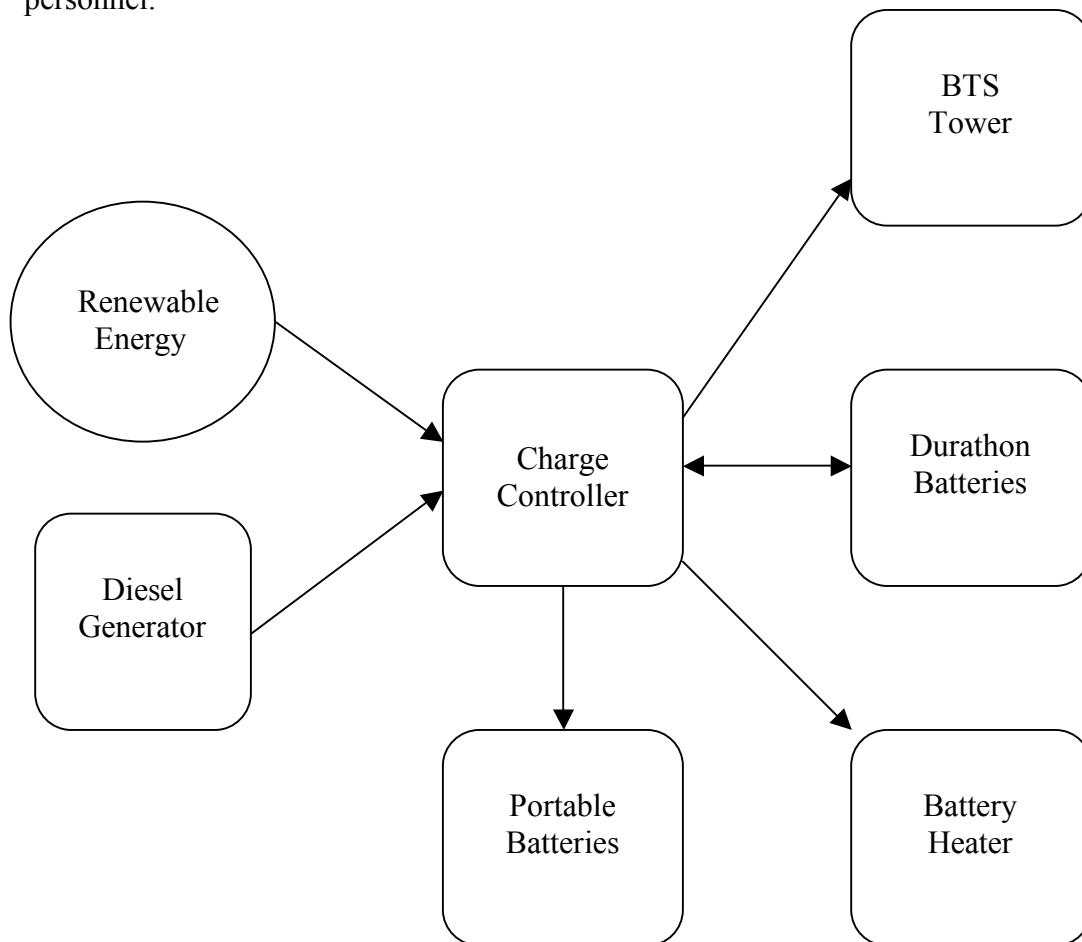 personnel.
BTS
Tower
Renewable
Energy
Charge
Controller
Durathon
Batteries
Diesel
Generator
Portable
Batteries
Battery
Heater